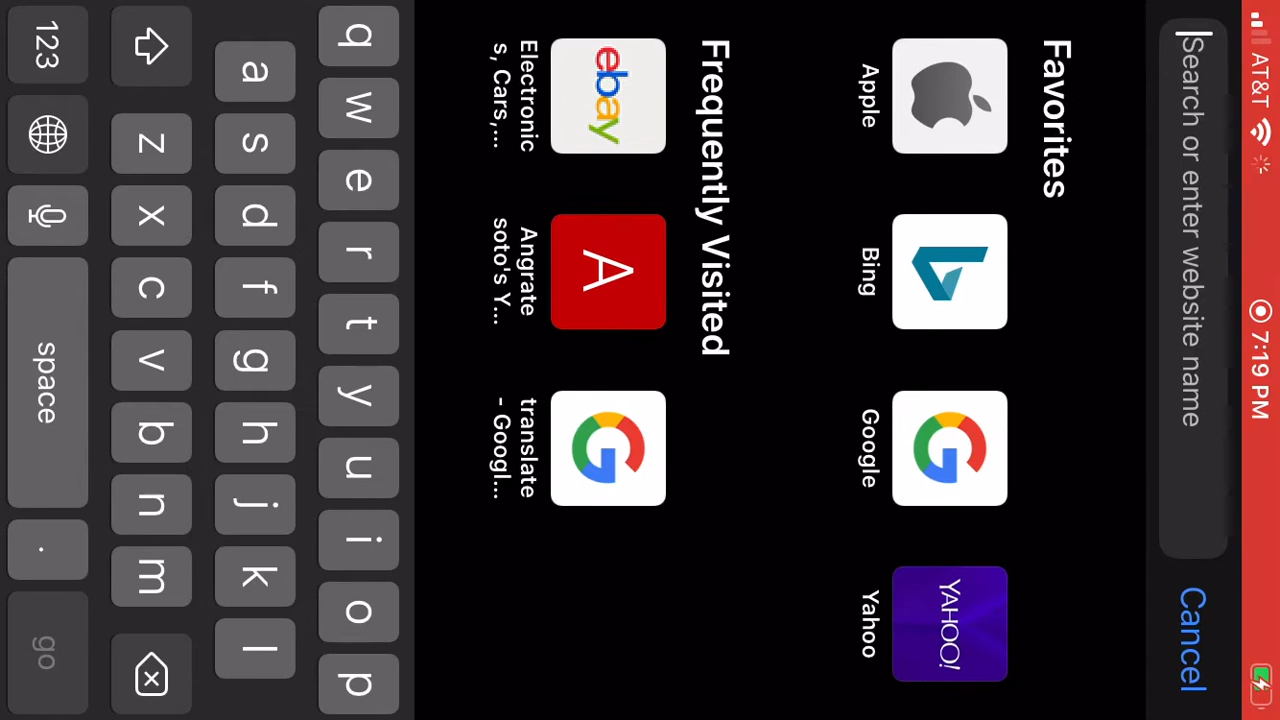 AT&T 7:19 PM
Search or enter website name Cancel
Favorites
YAHOO!
Apple Bing Google Yahoo
Frequently Visited
ebay A
Electronic Angrate translate
s, Cars,... soto's Y... - Googl...
q w e r t y u i o p
a s d f g h j k l
z x c v b n m
123 space . go